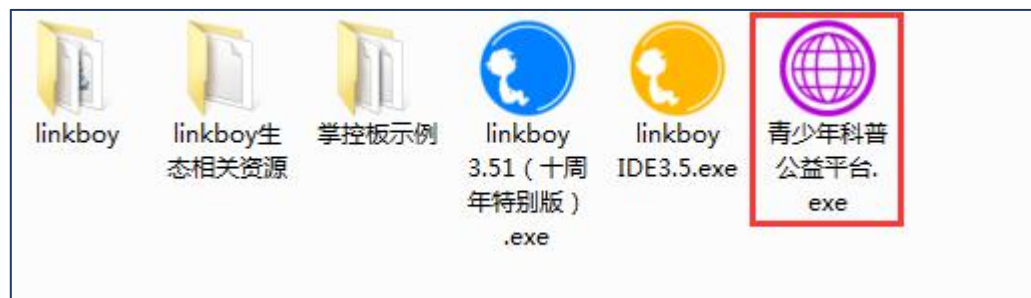 linkboy
linkboy生
态相关资源
掌控板示例
linkboy
3.51（十周
年特别版）
.exe
linkboy
IDE3.5.exe
青少年科普
公益平台.
exe